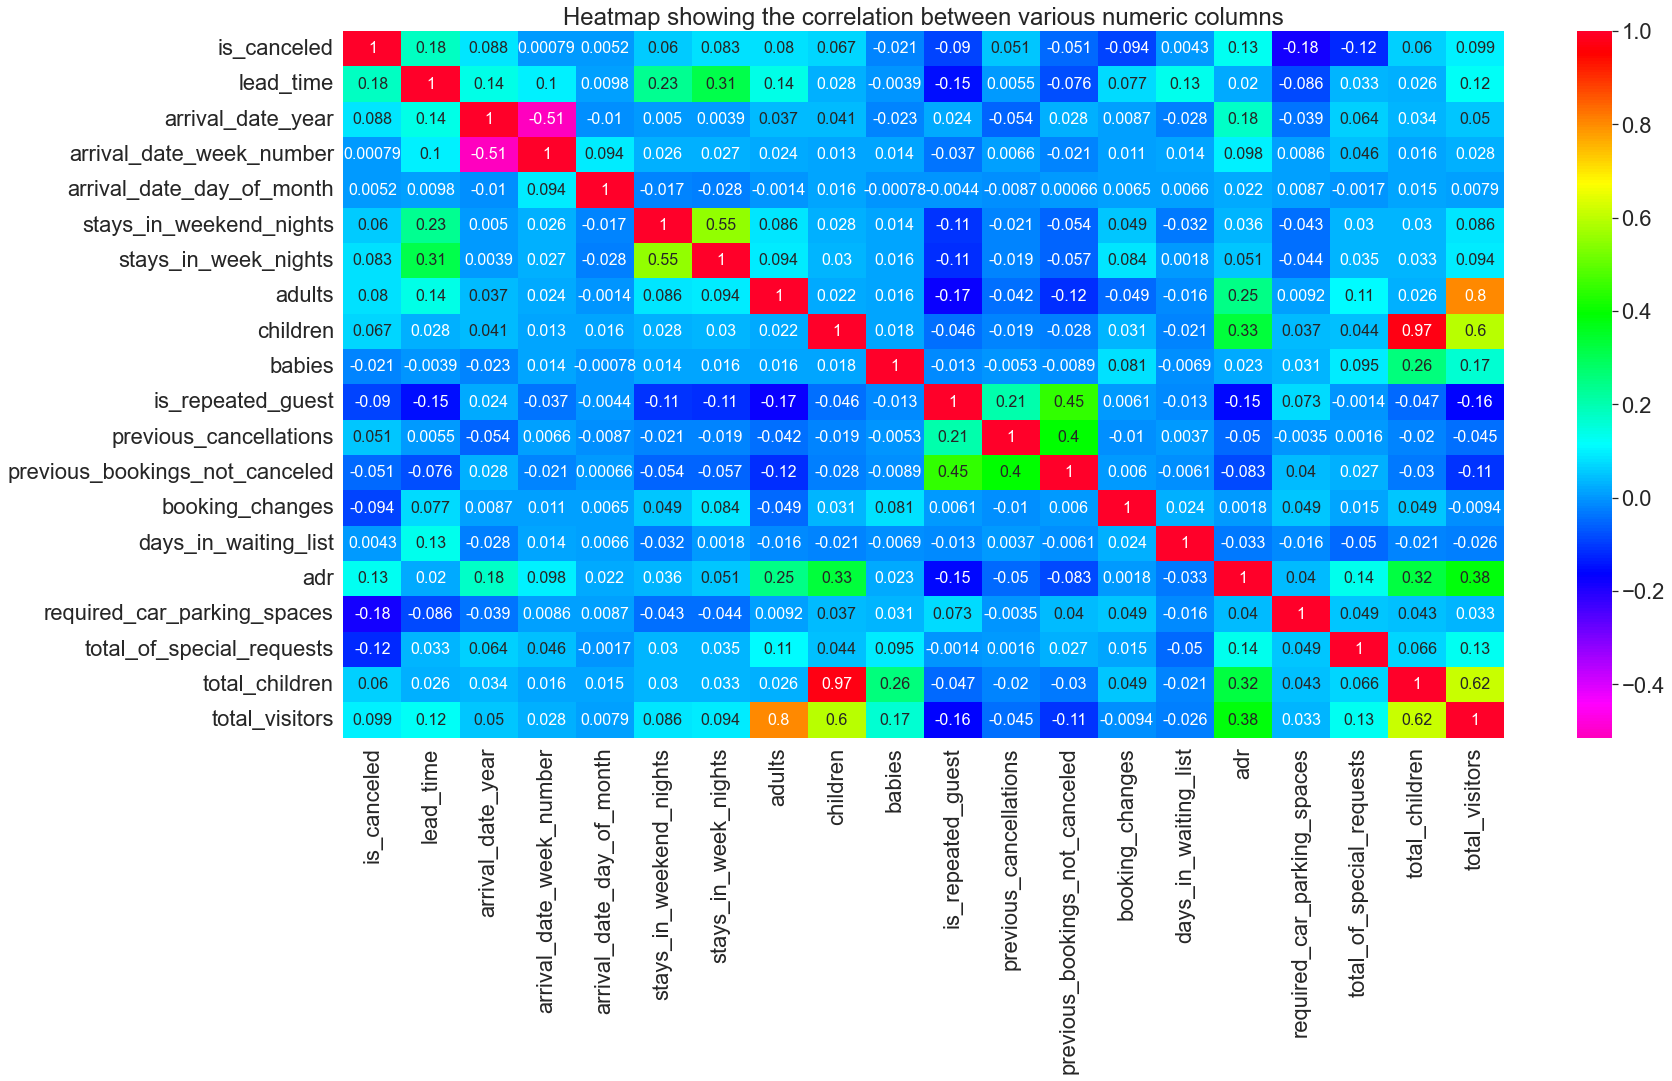 Heatmap showing the correlation between various numeric columns
is_canceled 1 0.18 0.088 0.00079 0.0052 0.06 0.083 0.08 0.067 -0.021 -0.09 0.051 -0.051 -0.094 0.0043 0.13 -0.18 -0.12 0.06 0.099
lead_time 0.18 1 0.14 0.1 0.0098 0.23 0.31 0.14 0.028 -0.0039 -0.15 0.0055 -0.076 0.077 0.13 0.02 -0.086 0.033 0.026 0.12
arrival_date_year 0.088 0.14 1 -0.51 -0.01 0.005 0.0039 0.037 0.041 -0.023 0.024 -0.054 0.028 0.0087 -0.028 0.18 -0.039 0.064 0.034 0.05
arrival_date_week_number 0.00079 0.1 -0.51 1 0.094 0.026 0.027 0.024 0.013 0.014 -0.037 0.0066 -0.021 0.011 0.014 0.098 0.0086 0.046 0.016 0.028
arrival_date_day_of_month 0.0052 0.0098 -0.01 0.094 1 -0.017 -0.028 -0.0014 0.016 -0.00078 -0.0044 -0.0087 0.00066 0.0065 0.0066 0.022 0.0087 -0.0017 0.015 0.0079
stays_in_weekend_nights 0.06 0.23 0.005 0.026 -0.017 1 0.55 0.086 0.028 0.014 -0.11 -0.021 -0.054 0.049 -0.032 0.036 -0.043 0.03 0.03 0.086
stays_in_week_nights 0.083 0.31 0.0039 0.027 -0.028 0.55 1 0.094 0.03 0.016 -0.11 -0.019 -0.057 0.084 0.0018 0.051 -0.044 0.035 0.033 0.094
adults 0.08 0.14 0.037 0.024 -0.0014 0.086 0.094 1 0.022 0.016 -0.17 -0.042 -0.12 -0.049 -0.016 0.25 0.0092 0.11 0.026 0.8
children 0.067 0.028 0.041 0.013 0.016 0.028 0.03 0.022 1 0.018 -0.046 -0.019 -0.028 0.031 -0.021 0.33 0.037 0.044 0.97 0.6
babies -0.021 -0.0039 -0.023 0.014 -0.00078 0.014 0.016 0.016 0.018 1 -0.013 -0.0053 -0.0089 0.081 -0.0069 0.023 0.031 0.095 0.26 0.17
is_repeated_guest -0.09 -0.15 0.024 -0.037 -0.0044 -0.11 -0.11 -0.17 -0.046 -0.013 1 0.21 0.45 0.0061 -0.013 -0.15 0.073 -0.0014 -0.047 -0.16
previous_cancellations 0.051 0.0055 -0.054 0.0066 -0.0087 -0.021 -0.019 -0.042 -0.019 -0.0053 0.21 1 0.4 -0.01 0.0037 -0.05 -0.0035 0.0016 -0.02 -0.045
previous_bookings_not_canceled -0.051 -0.076 0.028 -0.021 0.00066 -0.054 -0.057 -0.12 -0.028 -0.0089 0.45 0.4 1 0.006 -0.0061 -0.083 0.04 0.027 -0.03 -0.11
booking_changes -0.094 0.077 0.0087 0.011 0.0065 0.049 0.084 -0.049 0.031 0.081 0.0061 -0.01 0.006 1 0.024 0.0018 0.049 0.015 0.049 -0.0094
days_in_waiting_list 0.0043 0.13 -0.028 0.014 0.0066 -0.032 0.0018 -0.016 -0.021 -0.0069 -0.013 0.0037 -0.0061 0.024 1 -0.033 -0.016 -0.05 -0.021 -0.026
adr 0.13 0.02 0.18 0.098 0.022 0.036 0.051 0.25 0.33 0.023 -0.15 -0.05 -0.083 0.0018 -0.033 1 0.04 0.14 0.32 0.38
required_car_parking_spaces -0.18 -0.086 -0.039 0.0086 0.0087 -0.043 -0.044 0.0092 0.037 0.031 0.073 -0.0035 0.04 0.049 -0.016 0.04 1 0.049 0.043 0.033
total_of_special_requests -0.12 0.033 0.064 0.046 -0.0017 0.03 0.035 0.11 0.044 0.095 -0.0014 0.0016 0.027 0.015 -0.05 0.14 0.049 1 0.066 0.13
total_children 0.06 0.026 0.034 0.016 0.015 0.03 0.033 0.026 0.97 0.26 -0.047 -0.02 -0.03 0.049 -0.021 0.32 0.043 0.066 1 0.62
total_visitors 0.099 0.12 0.05 0.028 0.0079 0.086 0.094 0.8 0.6 0.17 -0.16 -0.045 -0.11 -0.0094 -0.026 0.38 0.033 0.13 0.62 1
is_canceled
lead_time
arrival_date_year
arrival_date_week_number
arrival_date_day_of_month
stays_in_weekend_nights
stays_in_week_nights
adults
children
babies
is_repeated_guest
previous_cancellations
previous_bookings_not_canceled
booking_changes
days_in_waiting_list
adr
required_car_parking_spaces
total_of_special_requests
total_children
total_visitors
1.0
0.8
0.6
0.4
0.2
0.0
−0.2
−0.4